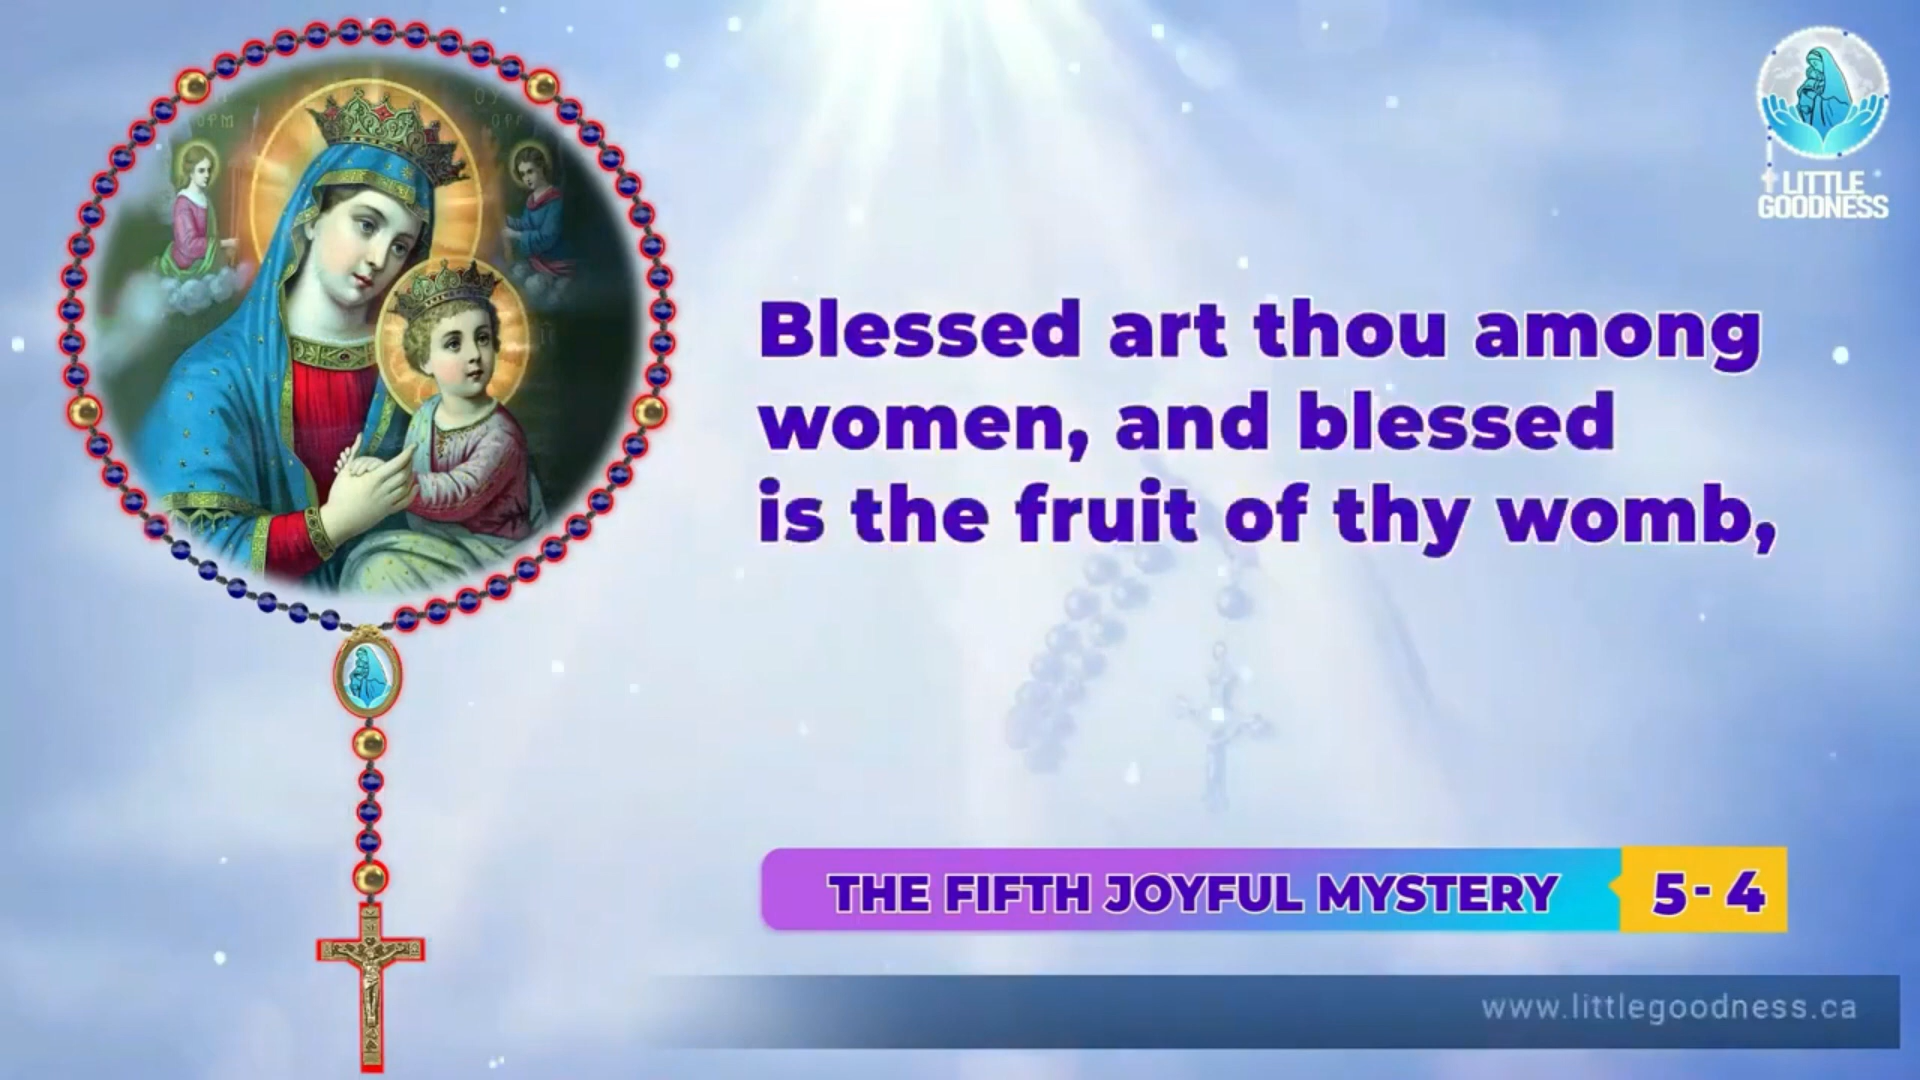 LITTLE
GOODNESS
Blessed art thou among
women, and blessed
is the fruit of thy womb,
THE FIFTH JOYFUL MYSTERY 5-4
www.littlegoodness.ca